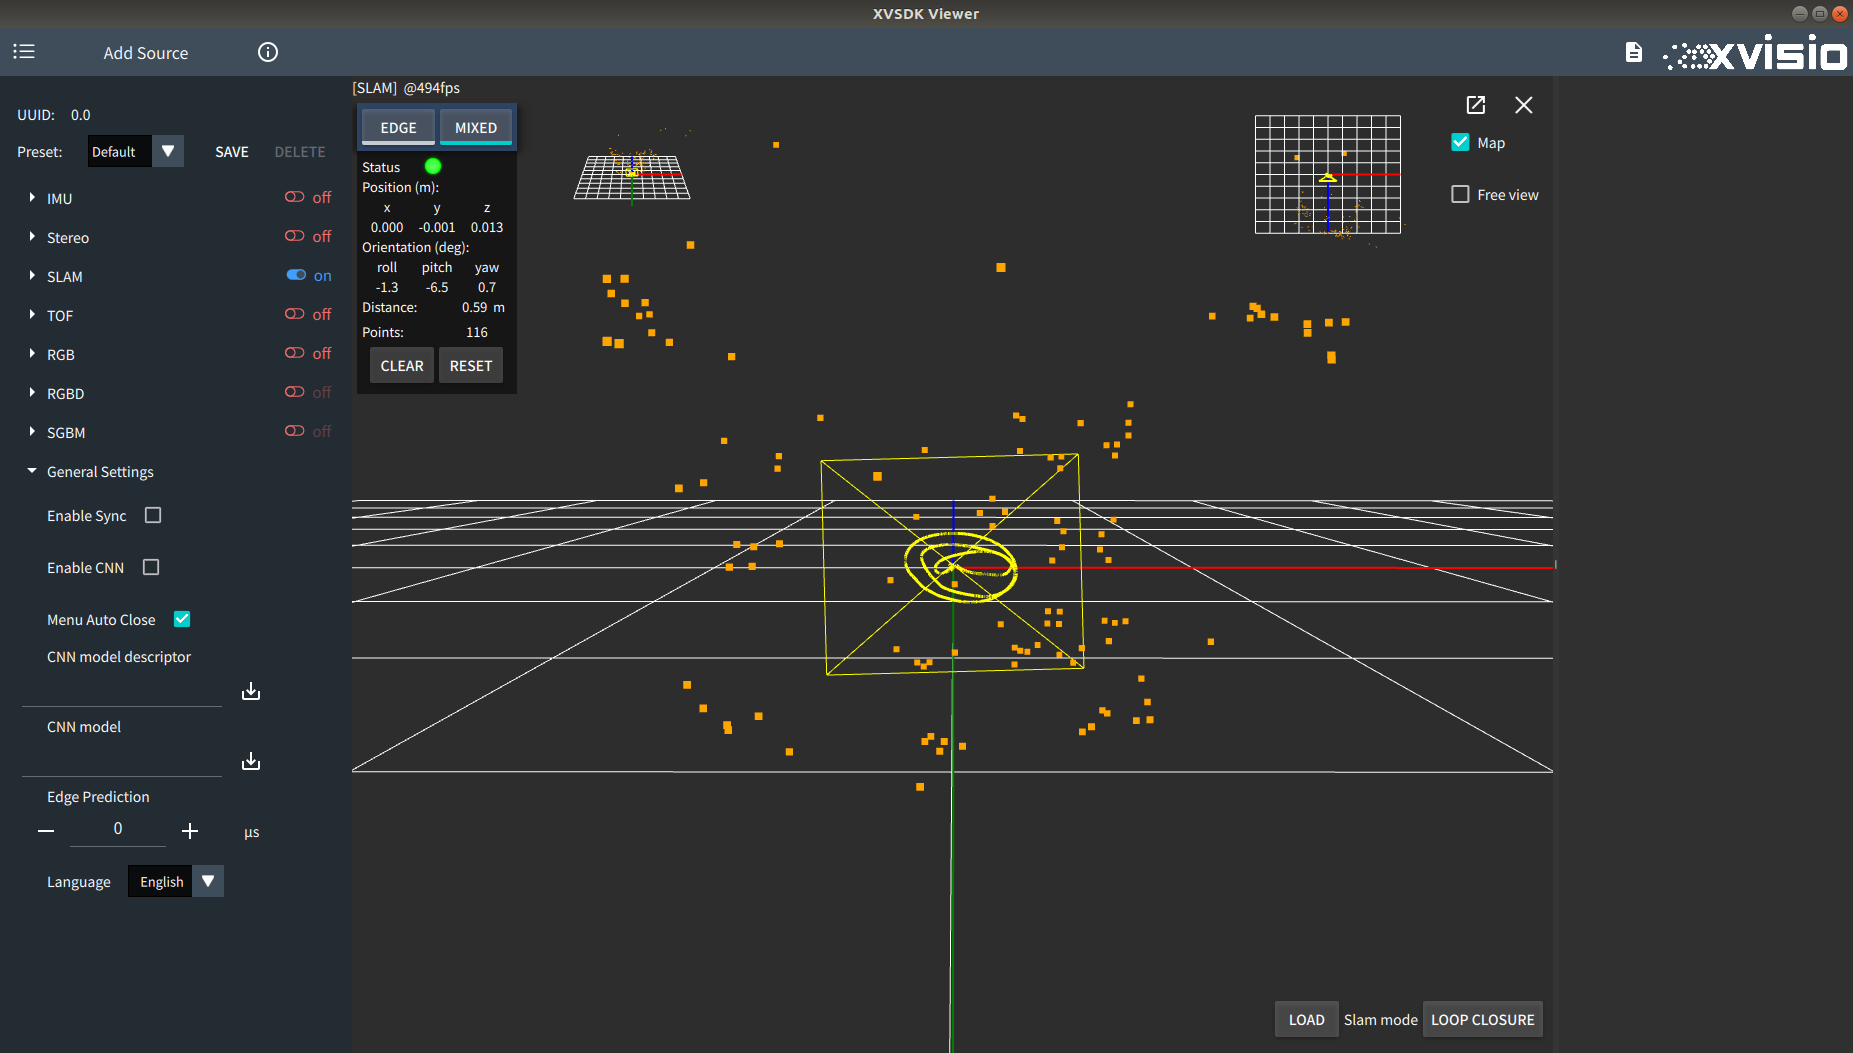 XVSDK Viewer
Add Source
xvisio
UUID: 0.0
Preset: Default SAVE DELETE
IMU off
Stereo off
SLAM on
TOF off
RGB off
RGBD off
SGBM off
General Settings
Enable Sync
Enable CNN
Menu Auto Close
CNN model descriptor
CNN model
Edge Prediction
0 µs
Language English
[SLAM] @494fps
EDGE MIXED
Status
Position (m):
x y z
0.000 -0.001 0.013
Orientation (deg):
roll pitch yaw
-1.3 -6.5 0.7
Distance: 0.59 m
Points: 116
CLEAR RESET
Map
Free view
LOAD Slam mode LOOP CLOSURE